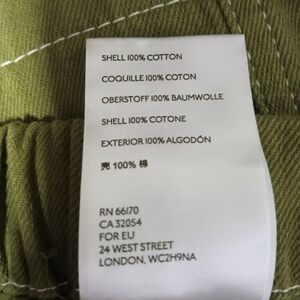 SHELL 100% COTTON
COQUILLE 100% COTON
OBERSTOFF 100% BAUMWOLLE
SHELL 100% COTONE
EXTERIOR 100% ALGODÓN
壳 100% 棉
RN 66170
CA 32054
FOR EU
24 WEST STREET
LONDON, WC2H9NA